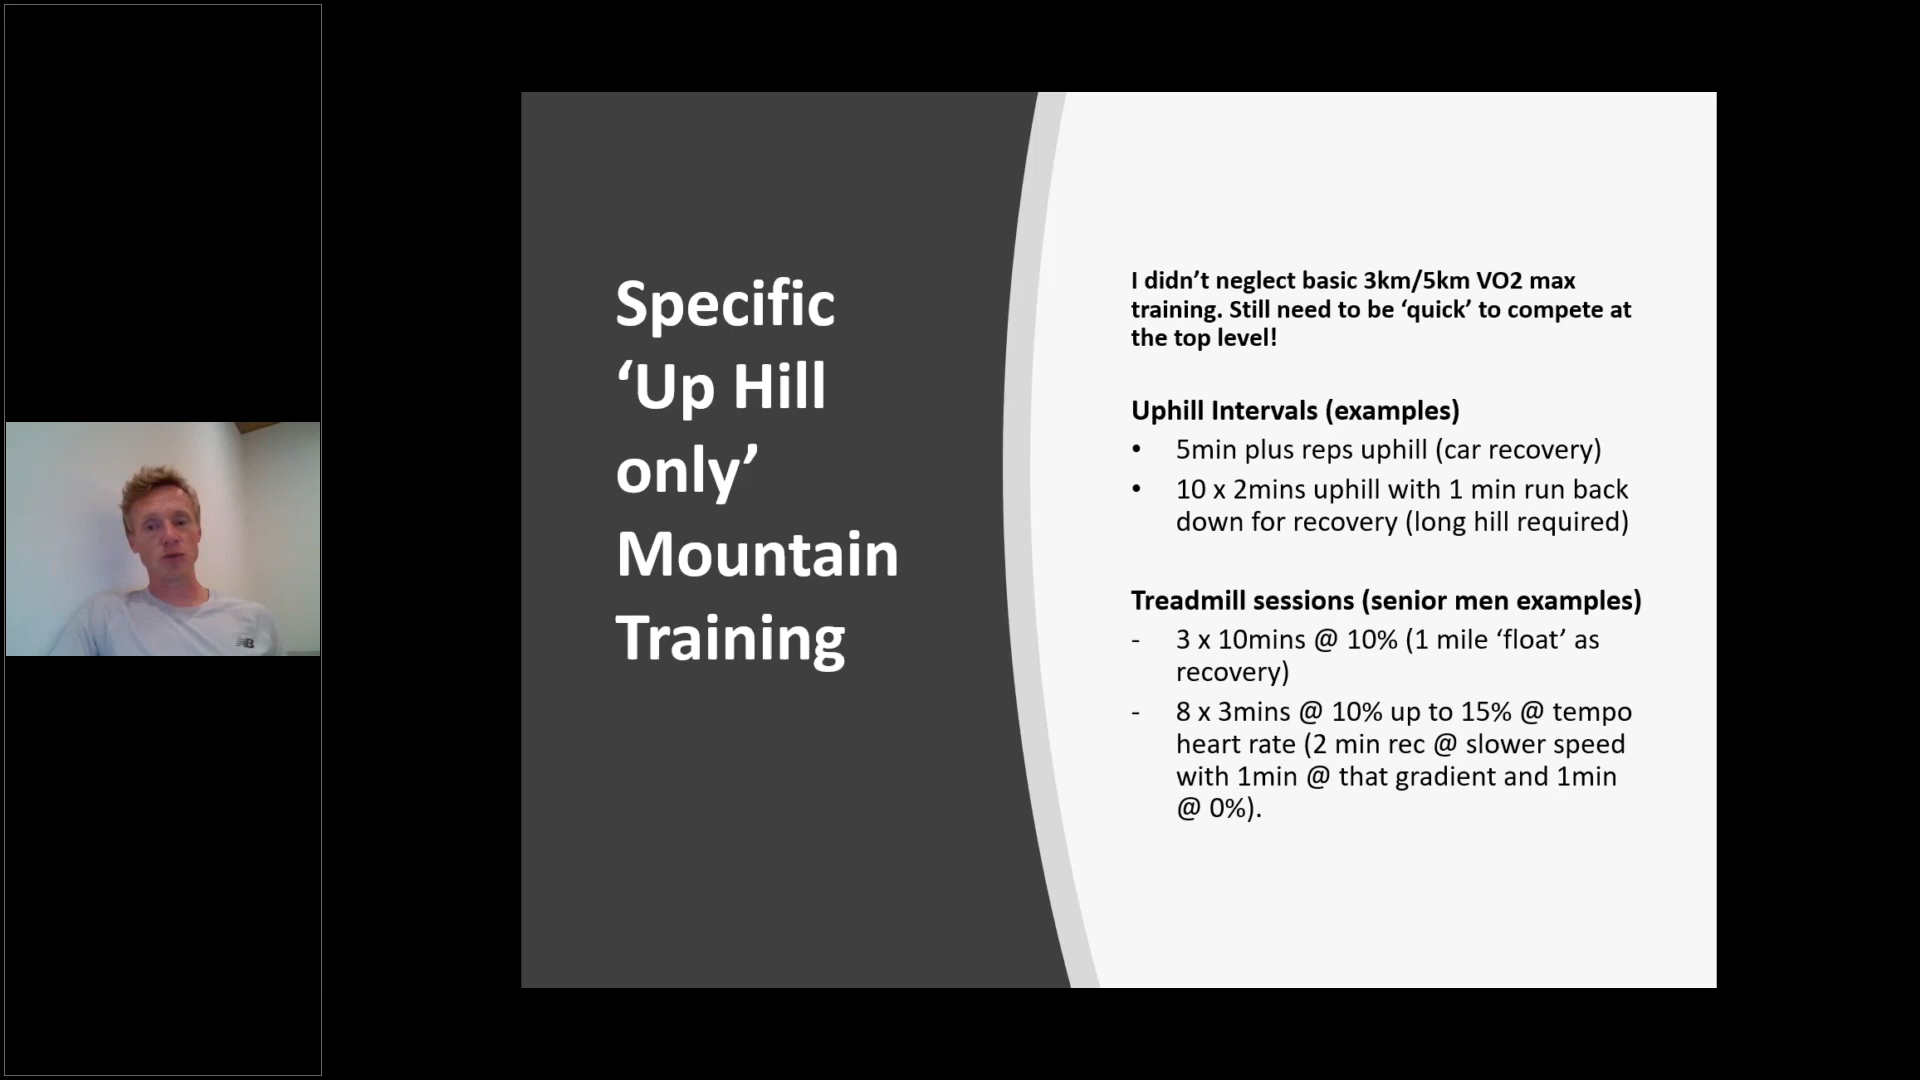 Specific
‘Up Hill
only’
Mountain
Training
I didn’t neglect basic 3km/5km VO2 max
training. Still need to be ‘quick’ to compete at
the top level!
Uphill Intervals (examples)
• 5min plus reps uphill (car recovery)
• 10 x 2mins uphill with 1 min run back
down for recovery (long hill required)
Treadmill sessions (senior men examples)
- 3 x 10mins @ 10% (1 mile ‘float’ as
recovery)
- 8 x 3mins @ 10% up to 15% @ tempo
heart rate (2 min rec @ slower speed
with 1min @ that gradient and 1min
@ 0%).